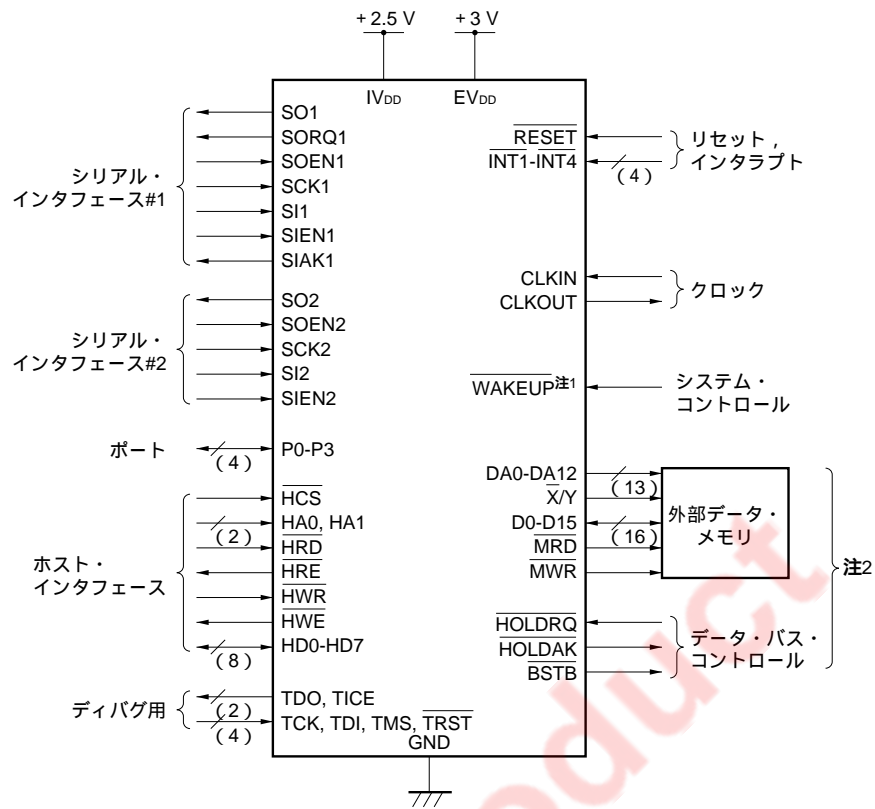 + 2.5 V
+ 3 V
IVDD
EVDD
シリアル・
インタフェース#1
SO1
SORQ1
SOEN1
SCK1
SI1
SIEN1
SIAK1
シリアル・
インタフェース#2
SO2
SOEN2
SCK2
SI2
SIEN2
ポート
(4)
P0-P3
ホスト・
インタフェース
HCS
(2)
HA0, HA1
HRD
HRE
HWR
HWE
(8)
HD0-HD7
ディバグ用
(2)
TDO, TICE
(4)
TCK, TDI, TMS, TRST
GND
RESET
INT1-INT4
(4)
リセット,
インタラプト
CLKIN
CLKOUT
クロック
WAKEUP注1
システム・
コントロール
DA0-DA12
(13)
X/Y
D0-D15
(16)
MRD
MWR
外部データ・
メモリ
注2
HOLDRQ
HOLDAK
BSTB
データ・バス・
コントロール